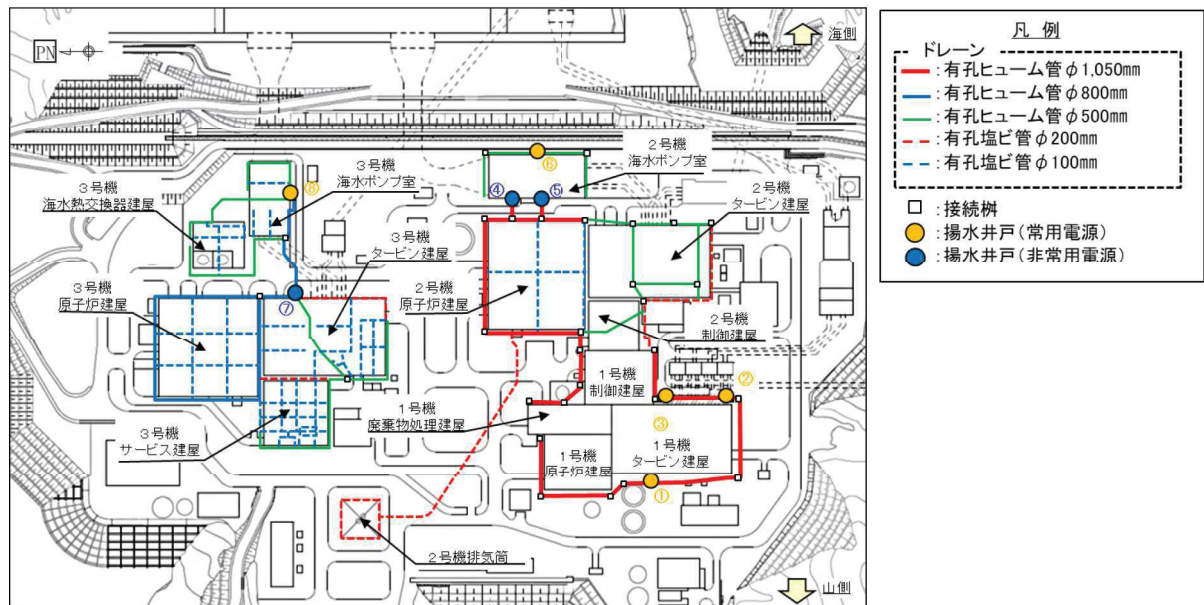 PN
海側
⑥
2号機
海水ポンプ室
3号機
海水ポンプ室
⑧
3号機
海水熱交換器建屋
④
⑤
2号機
タービン建屋
3号機
タービン建屋
3号機
原子炉建屋
2号機
原子炉建屋
⑦
2号機
制御建屋
1号機
制御建屋
②
1号機
廃棄物処理建屋
③
3号機
サービス建屋
1号機
タービン建屋
1号機
原子炉建屋
①
2号機排気筒
山側
凡例
ドレーン
:有孔ヒューム管φ1,050mm
:有孔ヒューム管φ800mm
:有孔ヒューム管φ500mm
:有孔塩ビ管φ200mm
:有孔塩ビ管φ100mm
:接続桝
:揚水井戸(常用電源)
:揚水井戸(非常用電源)